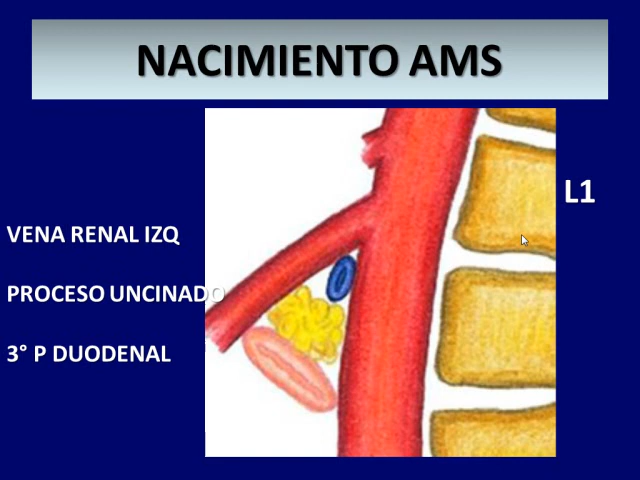 NACIMIENTO AMS
L1
VENA RENAL IZQ
PROCESO UNCINADO
3° P DUODENAL